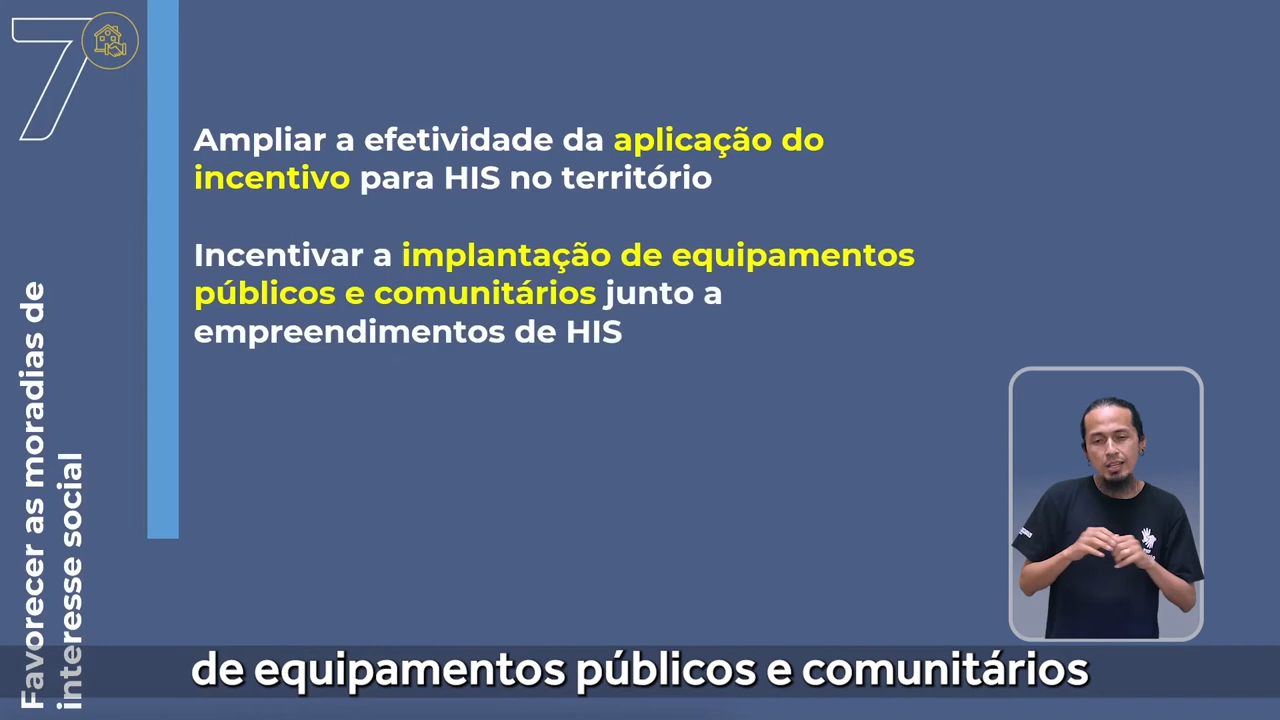 7
Favorecer as moradias de
interesse social
Ampliar a efetividade da aplicação do
incentivo para HIS no território
Incentivar a implantação de equipamentos
públicos e comunitários junto a
empreendimentos de HIS
de equipamentos públicos e comunitários